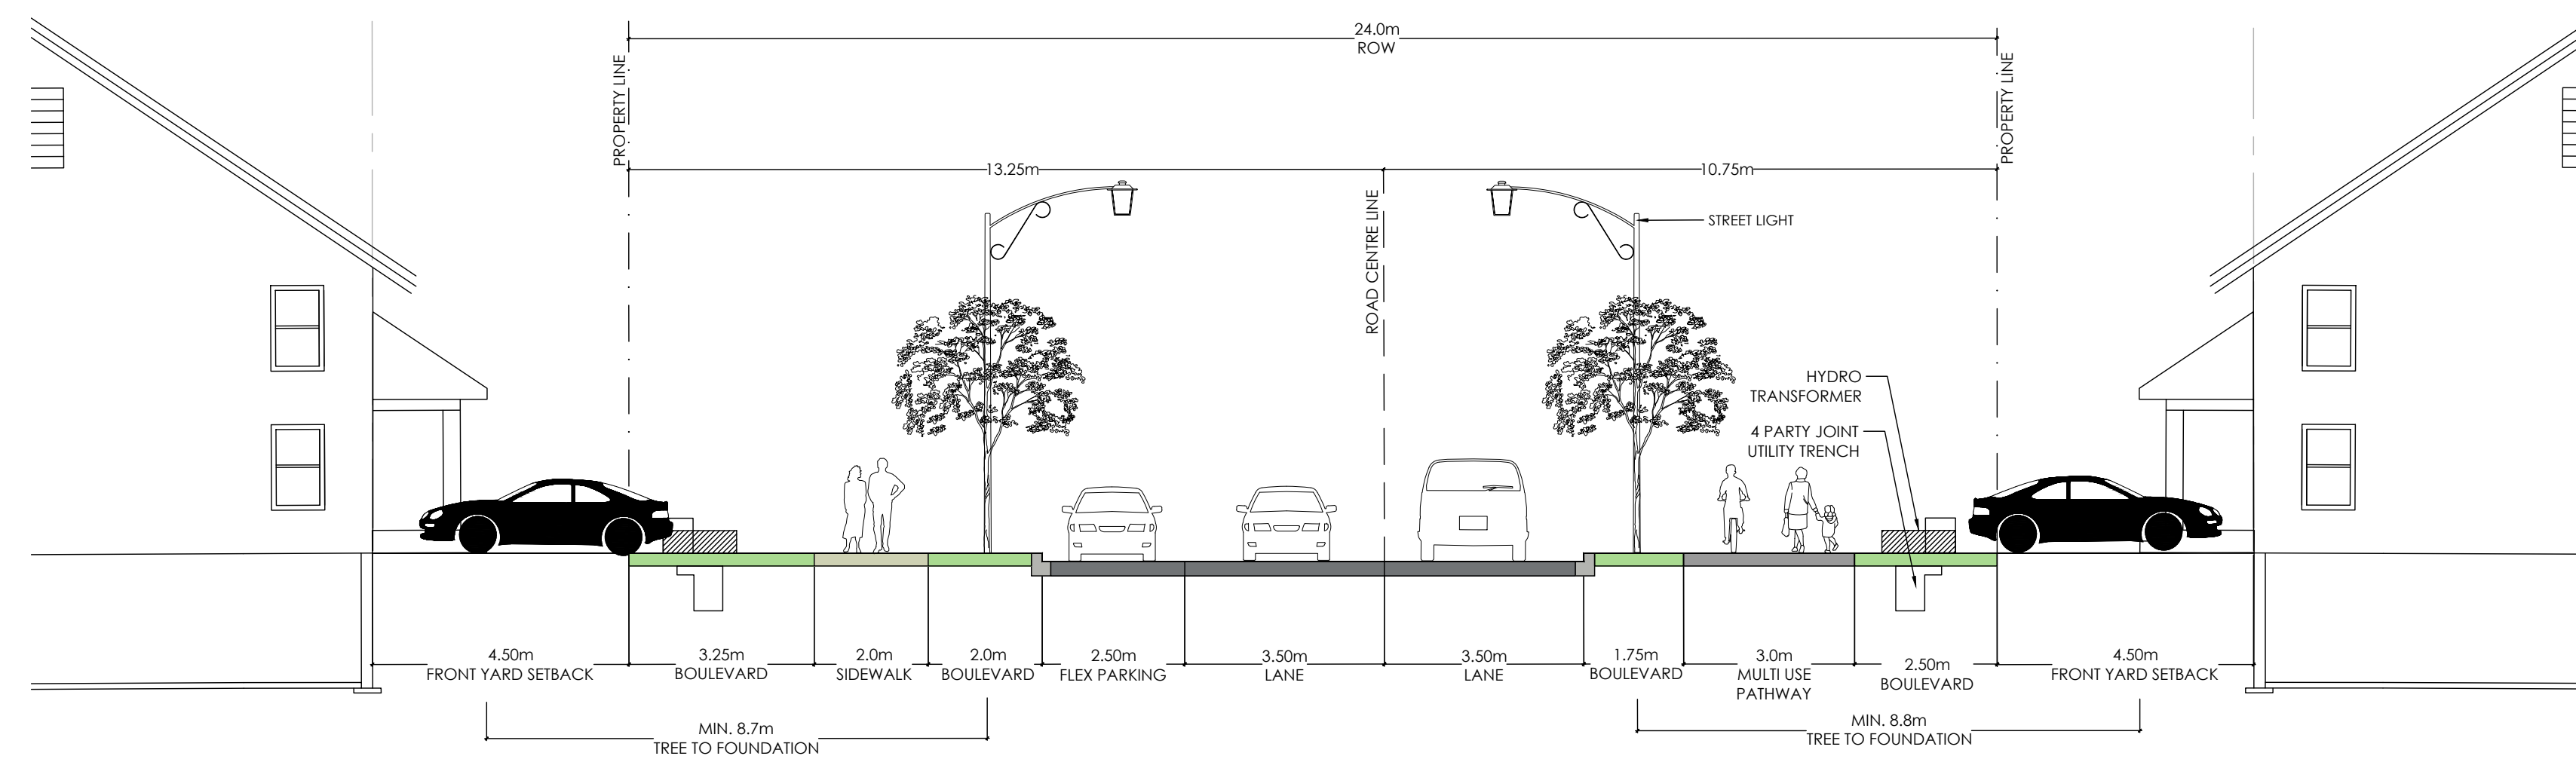 24.0m
ROW
PROPERTY LINE
PROPERTY LINE
13.25m
10.75m
ROAD CENTRE LINE
STREET LIGHT
HYDRO
TRANSFORMER
4 PARTY JOINT
UTILITY TRENCH
4.50m
FRONT YARD SETBACK
3.25m
BOULEVARD
2.0m
SIDEWALK
2.0m
BOULEVARD
2.50m
FLEX PARKING
3.50m
LANE
3.50m
LANE
1.75m
BOULEVARD
3.0m
MULTI USE
PATHWAY
2.50m
BOULEVARD
4.50m
FRONT YARD SETBACK
MIN. 8.7m
TREE TO FOUNDATION
MIN. 8.8m
TREE TO FOUNDATION